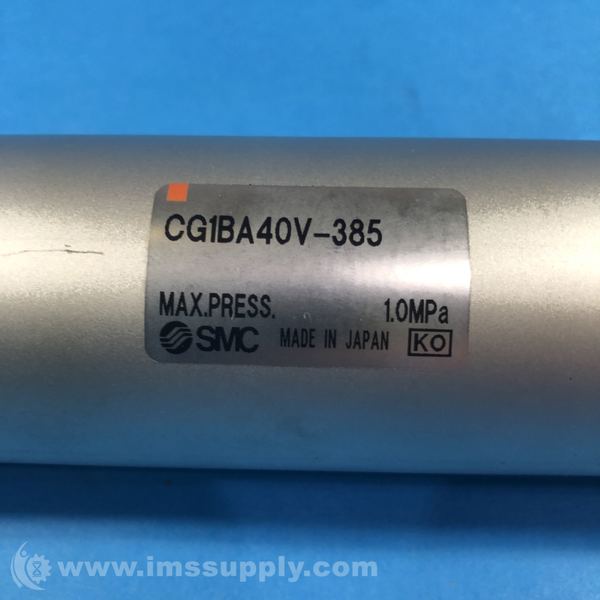 CG1BA40V-385
MAX.PRESS. 1.0MPa
SMC MADE IN JAPAN KO
www.imssupply.com